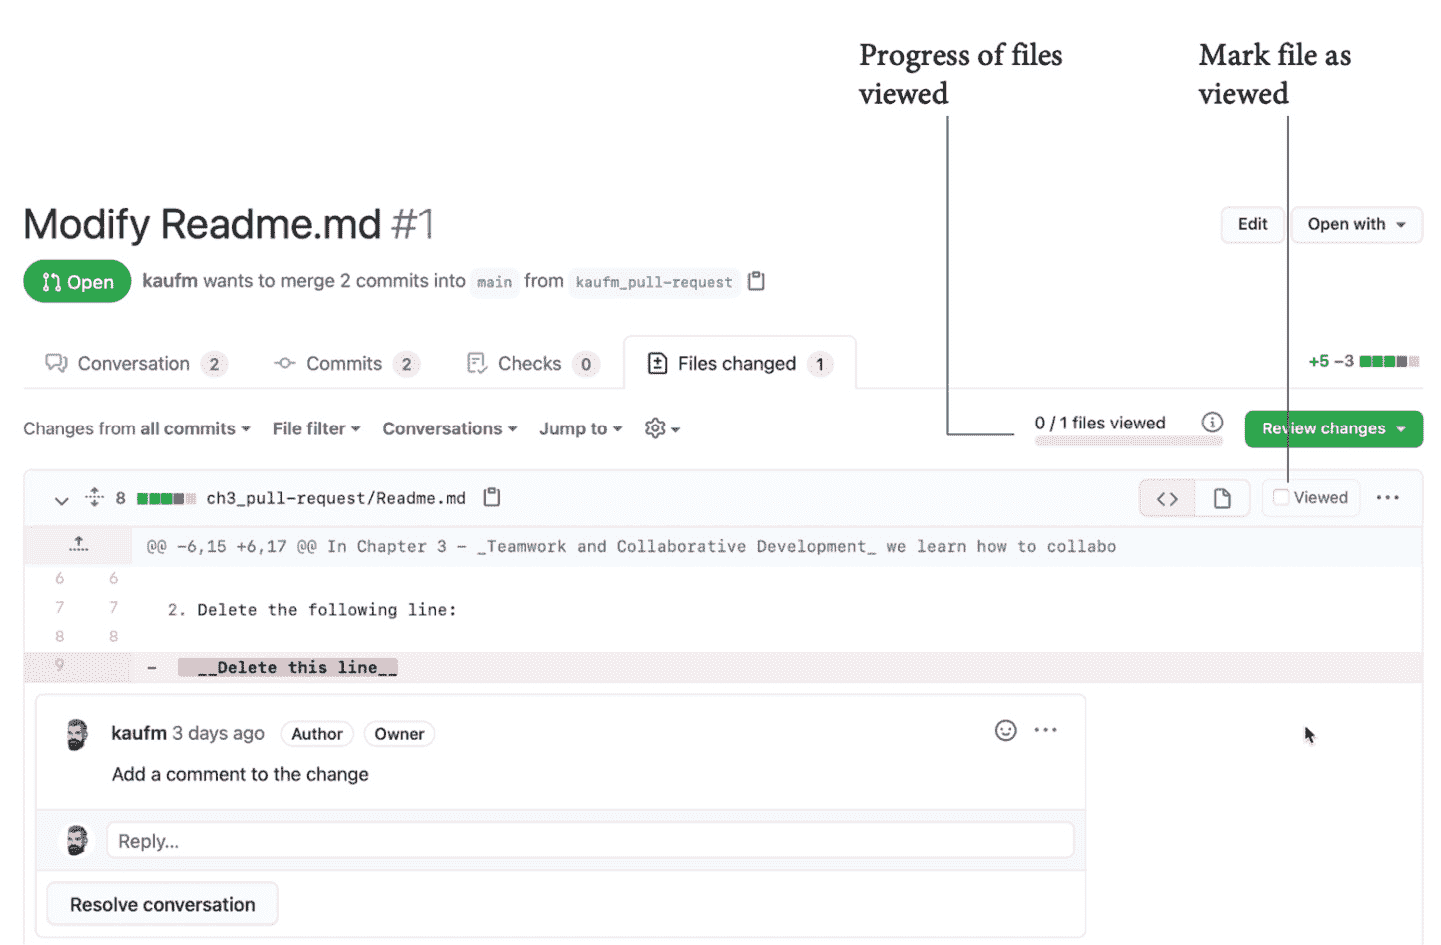 Progress of files
viewed
Mark file as
viewed
Modify Readme.md #1
Edit
Open with
Open
kaufm wants to merge 2 commits into main from kaufm_pull-request
Conversation 2
Commits 2
Checks 0
Files changed 1
+5 −3
Changes from all commits
File filter
Conversations
Jump to
0 / 1 files viewed
Review changes
8 ch3_pull-request/Readme.md
<> Viewed
@@ -6,15 +6,17 @@ In Chapter 3 - _Teamwork and Collaborative Development_ we learn how to collabo
6 6
7 7 2. Delete the following line:
8 8
9 - __Delete this line__
kaufm 3 days ago Author Owner
Add a comment to the change
Reply...
Resolve conversation